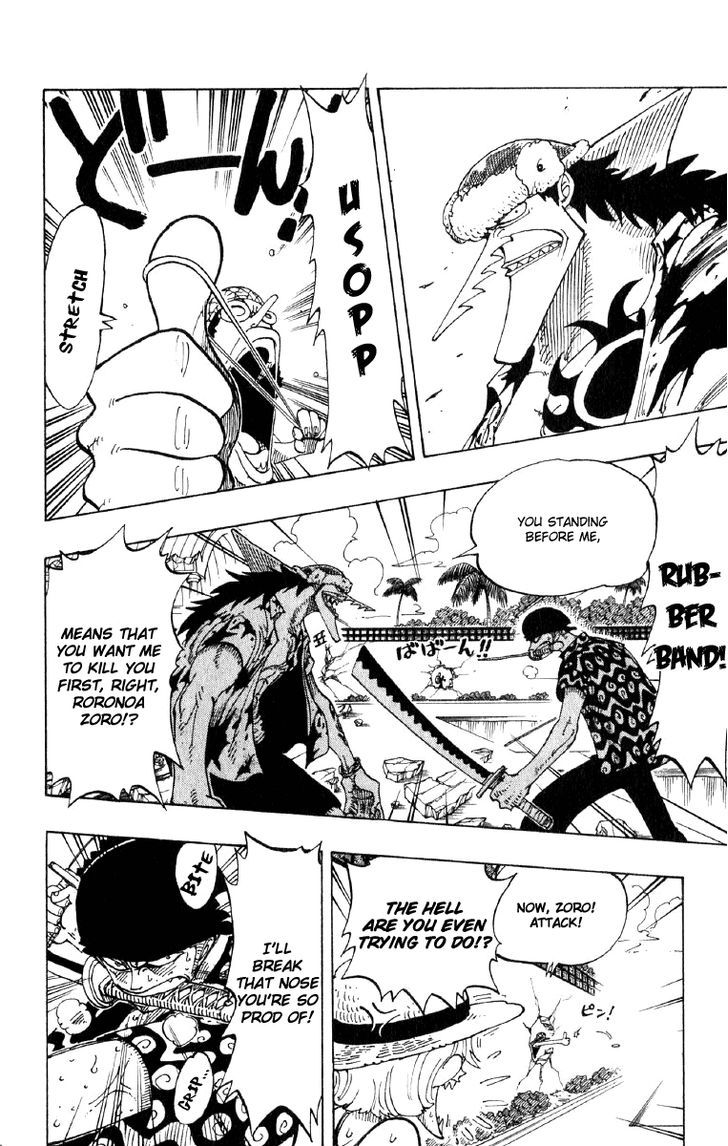 USOPP
どーん!
STRETCH
RUB-
BER
BAND!
YOU STANDING
BEFORE ME,
ばばーん!!
MEANS THAT
YOU WANT ME
TO KILL YOU
FIRST, RIGHT,
RORONOA
ZORO!?
NOW, ZORO!
ATTACK!
ピン!
THE HELL
ARE YOU EVEN
TRYING TO DO!?
I'LL
BREAK
THAT NOSE
YOU'RE SO
PROD OF!
BITE
GRIP...